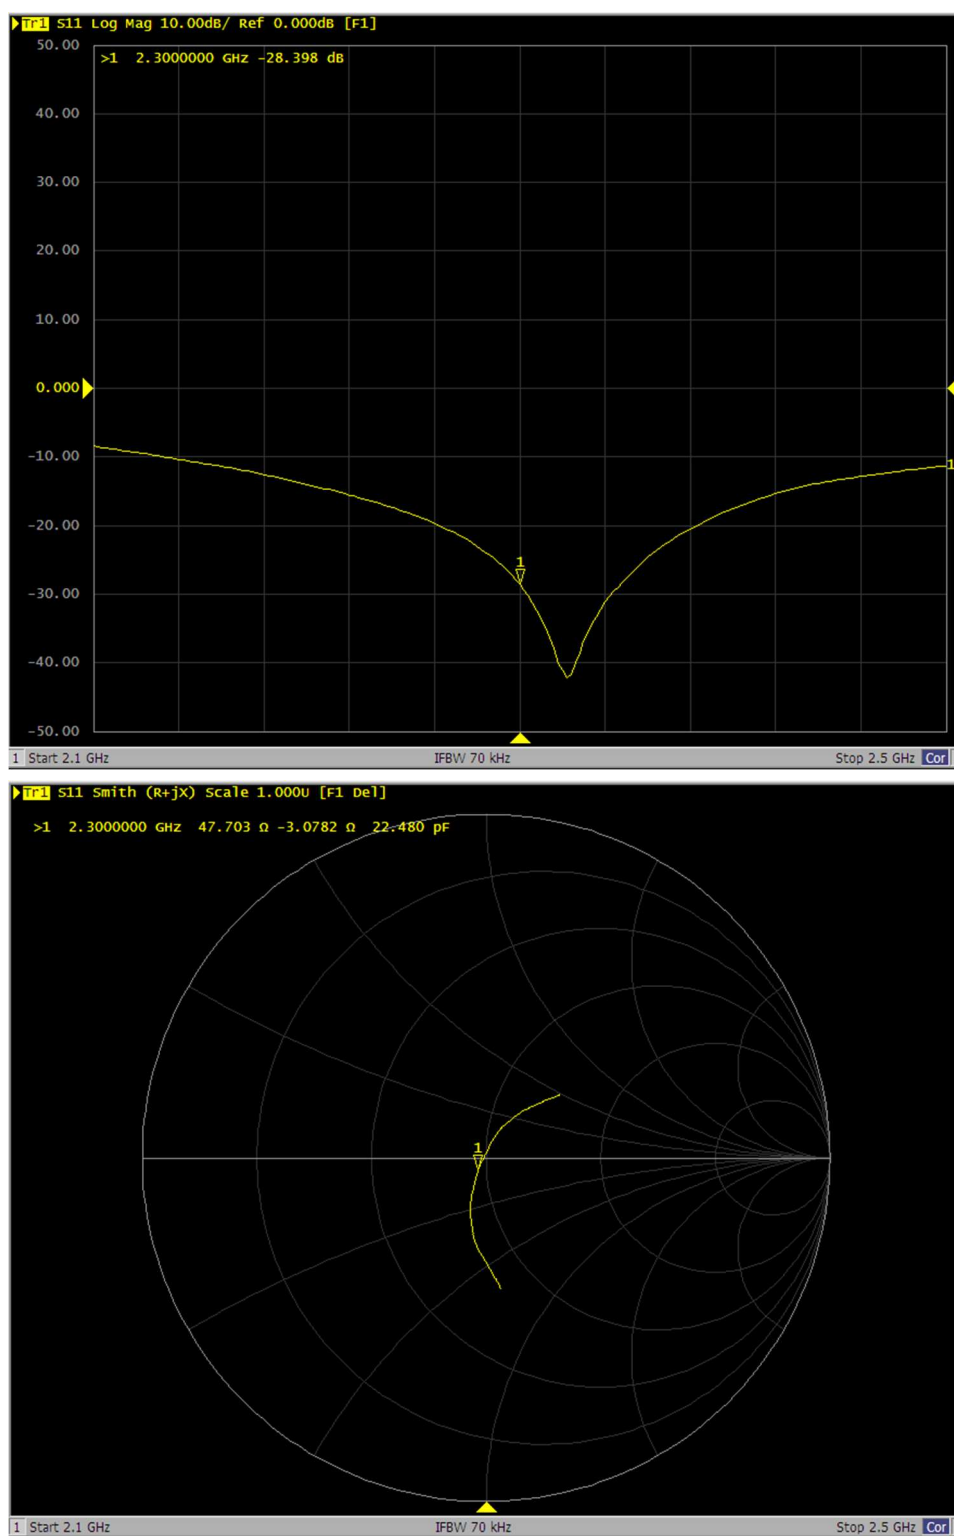 Tr1 S11 Log Mag 10.00dB/ Ref 0.000dB [F1]
50.00
>1 2.3000000 GHz -28.398 dB
40.00
30.00
20.00
10.00
0.000
-10.00
1
-20.00
1
-30.00
-40.00
-50.00
1 Start 2.1 GHz IFBW 70 kHz Stop 2.5 GHz Cor
Tr1 S11 Smith (R+jX) Scale 1.000U [F1 Del]
>1 2.3000000 GHz 47.703 Ω -3.0782 Ω 22.480 pF
1
1 Start 2.1 GHz IFBW 70 kHz Stop 2.5 GHz Cor